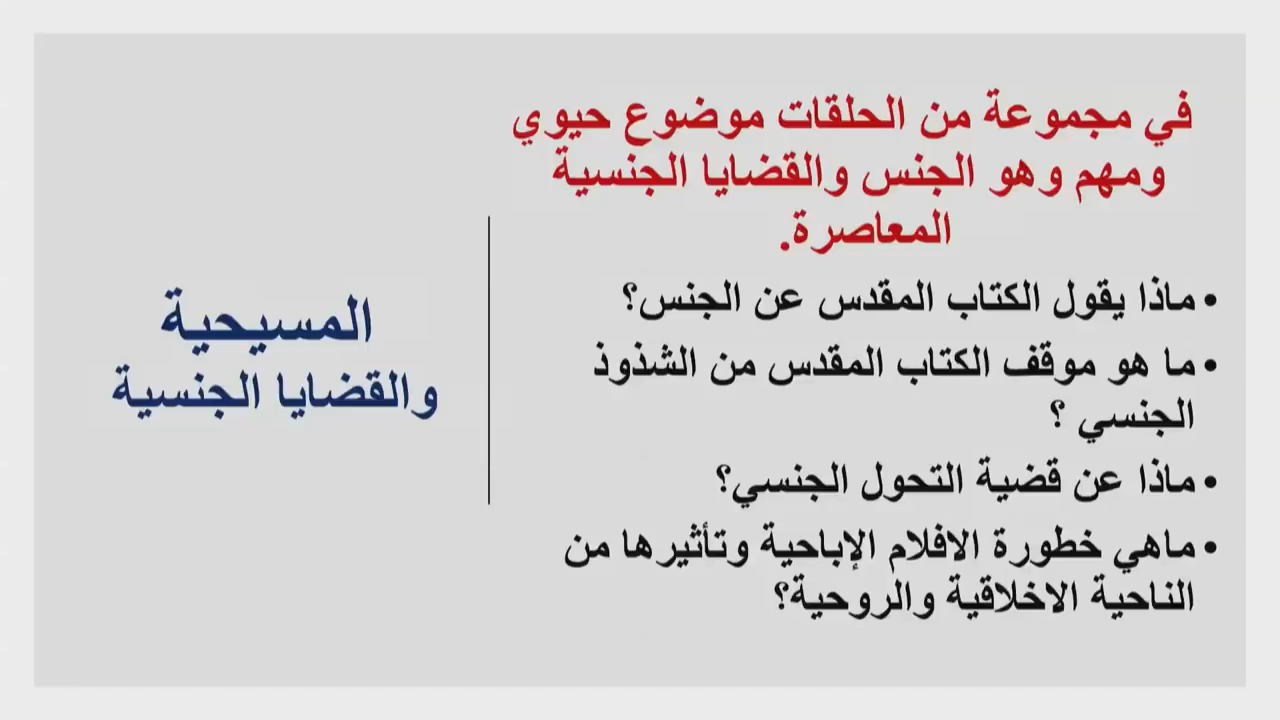 في مجموعة من الحلقات موضوع حيوي
ومهم وهو الجنس والقضايا الجنسية
المعاصرة.
• ماذا يقول الكتاب المقدس عن الجنس؟
• ما هو موقف الكتاب المقدس من الشذوذ
الجنسي ؟
• ماذا عن قضية التحول الجنسي؟
• ماهي خطورة الافلام الإباحية وتأثيرها من
الناحية الاخلاقية والروحية؟
المسيحية
والقضايا الجنسية